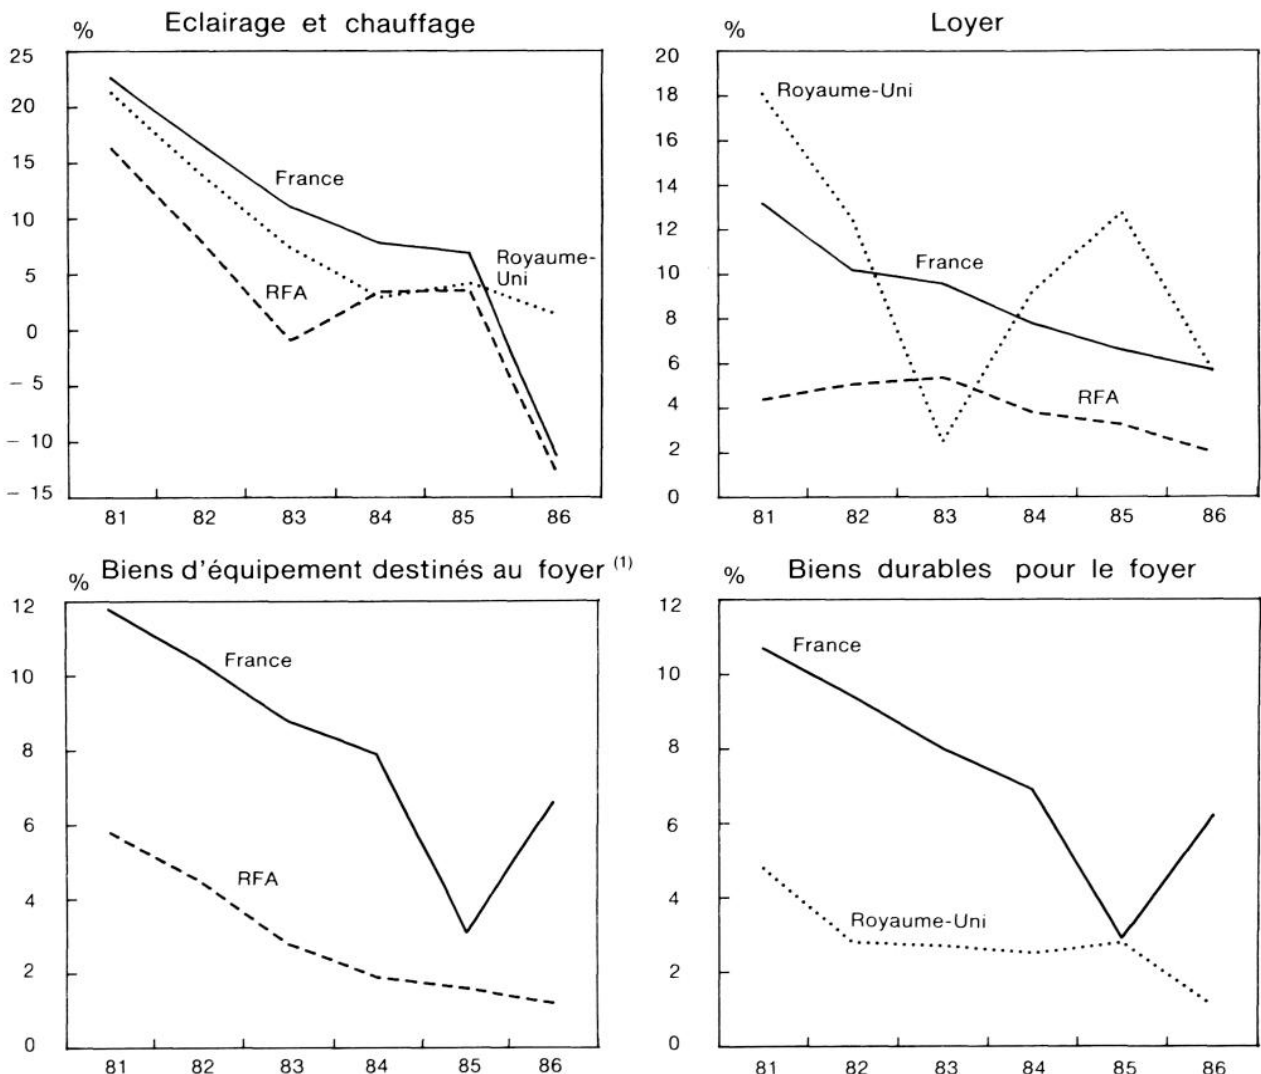 Eclairage et chauffage
%
25
20
15
10
5
0
– 5
– 10
– 15
France
RFA
Royaume-
Uni
81 82 83 84 85 86
Loyer
%
20
18
16
14
12
10
8
6
4
2
0
Royaume-Uni
France
RFA
81 82 83 84 85 86
Biens d'équipement destinés au foyer (1)
%
12
10
8
6
4
2
0
France
RFA
81 82 83 84 85 86
Biens durables pour le foyer
%
12
10
8
6
4
2
0
France
Royaume-Uni
81 82 83 84 85 86